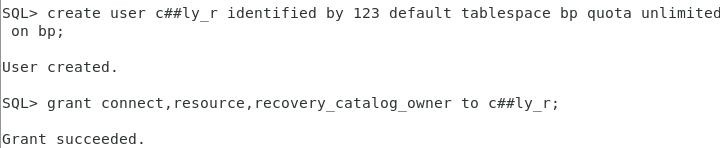 SQL> create user c##ly_r identified by 123 default tablespace bp quota unlimited
 on bp;
User created.
SQL> grant connect,resource,recovery_catalog_owner to c##ly_r;
Grant succeeded.